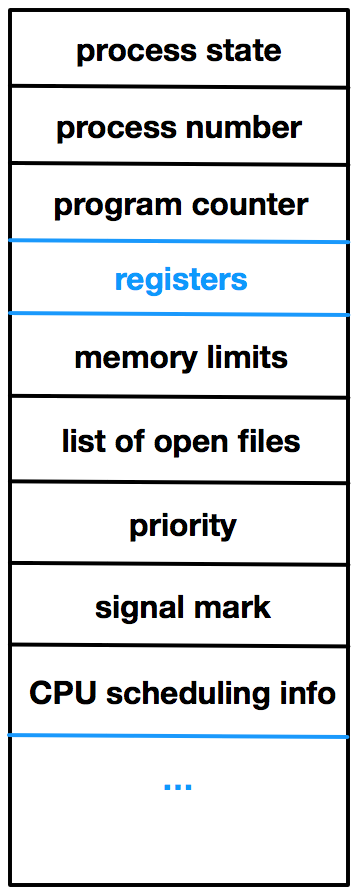 process state
process number
program counter
registers
memory limits
list of open files
priority
signal mark
CPU scheduling info
...